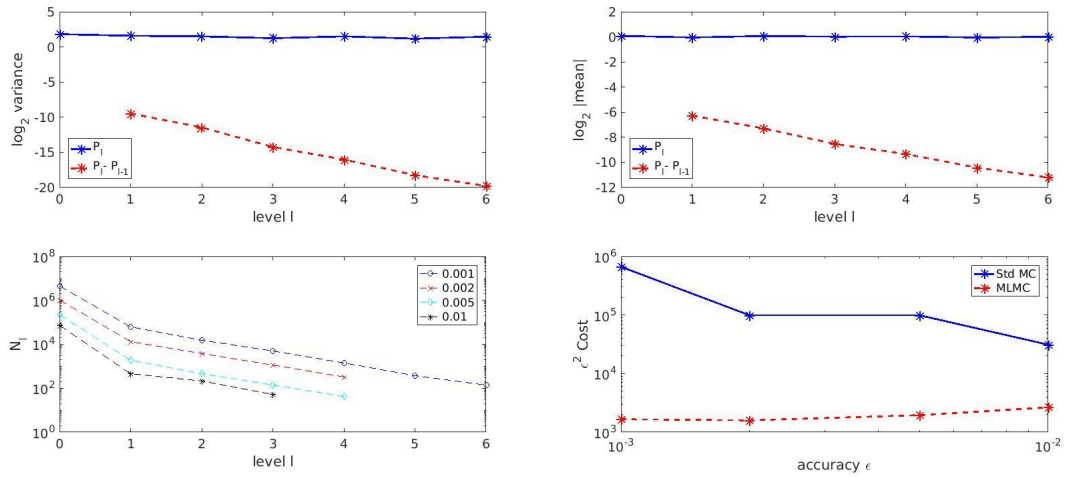 log2 variance
5
0
-5
-10
-15
-20
P_l
P_l - P_l-1
0 1 2 3 4 5 6
level l
log2 |mean|
2
0
-2
-4
-6
-8
-10
-12
P_l
P_l - P_l-1
0 1 2 3 4 5 6
level l
N_l
10^8
10^6
10^4
10^2
10^0
0.001
0.002
0.005
0.01
0 1 2 3 4 5 6
level l
ϵ^2 Cost
10^6
10^5
10^4
10^3
Std MC
MLMC
10^-3 10^-2
accuracy ϵ